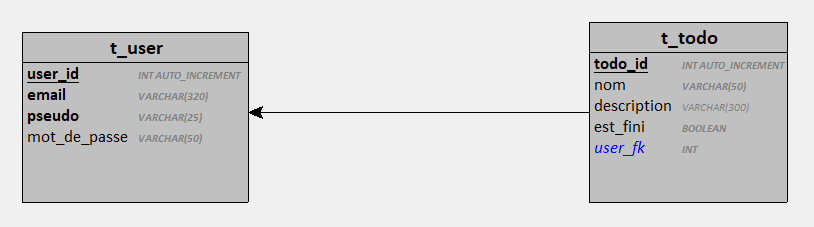 t_user
user_id INT AUTO_INCREMENT
email VARCHAR(320)
pseudo VARCHAR(25)
mot_de_passe VARCHAR(50)
t_todo
todo_id INT AUTO_INCREMENT
nom VARCHAR(50)
description VARCHAR(300)
est_fini BOOLEAN
user_fk INT